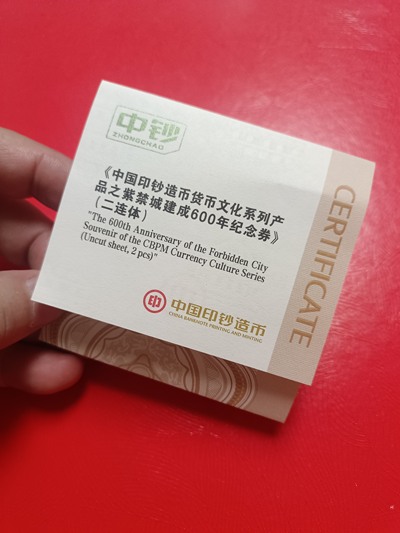 中钞
ZHONGCHAO
《中国印钞造币货币文化系列产
品之紫禁城建成600年纪念券》
（二连体）
"The 600th Anniversary of the Forbidden City
Souvenir of the CBPM Currency Culture Series
(Uncut sheet, 2 pcs)"
中国印钞造币
CHINA BANKNOTE PRINTING AND MINTING
CERTIFICATE